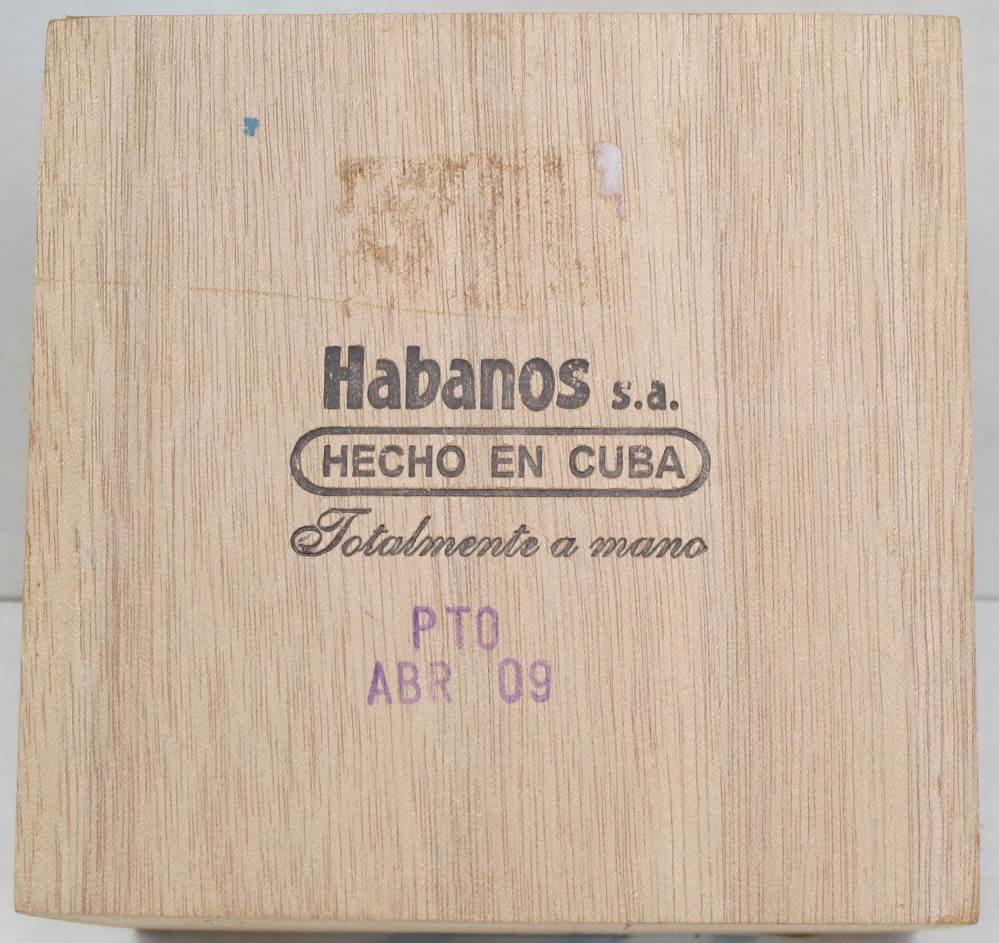 Habanos s.a.
HECHO EN CUBA
Totalmente a mano
PTO
ABR 09